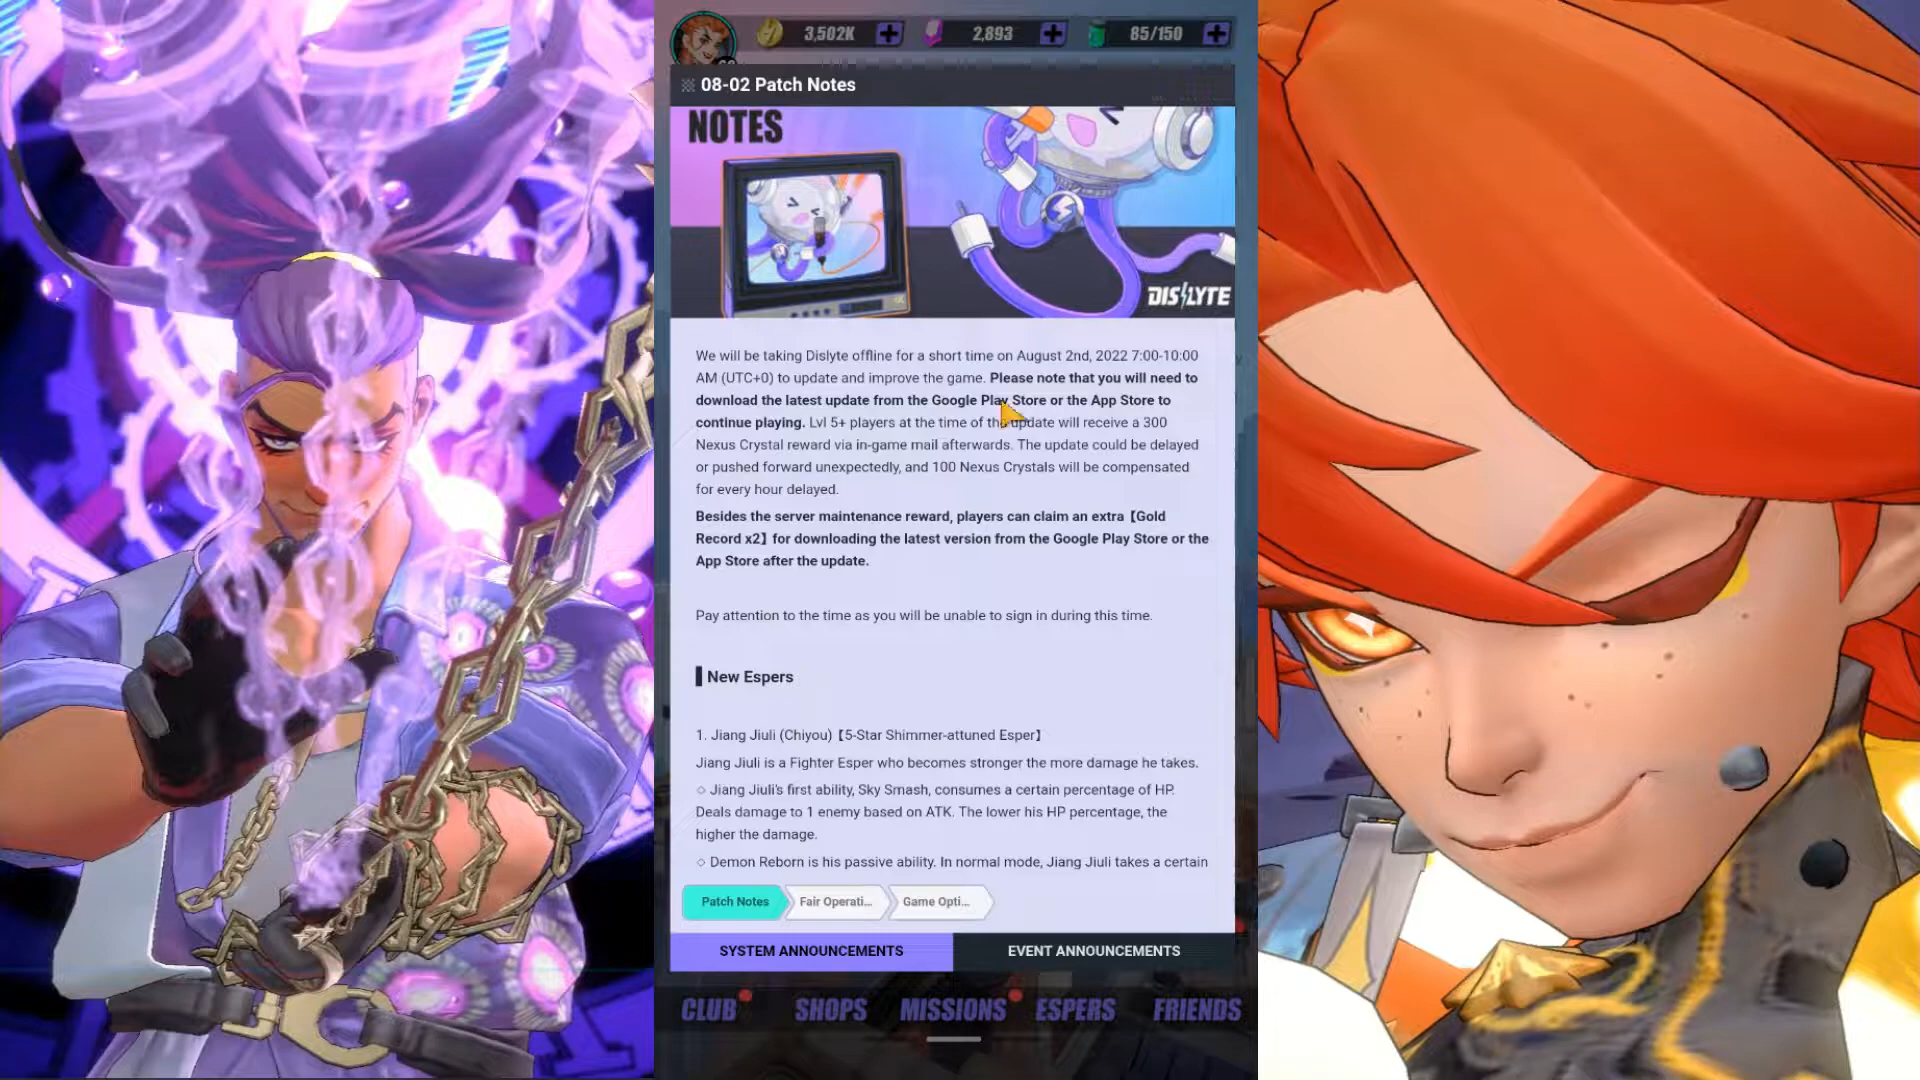 3,502K
2,893
85/150
08-02 Patch Notes
NOTES
DISLYTE
We will be taking Dislyte offline for a short time on August 2nd, 2022 7:00-10:00
AM (UTC+0) to update and improve the game. Please note that you will need to
download the latest update from the Google Play Store or the App Store to
continue playing. Lvl 5+ players at the time of the update will receive a 300
Nexus Crystal reward via in-game mail afterwards. The update could be delayed
or pushed forward unexpectedly, and 100 Nexus Crystals will be compensated
for every hour delayed.
Besides the server maintenance reward, players can claim an extra【Gold
Record x2】for downloading the latest version from the Google Play Store or the
App Store after the update.
Pay attention to the time as you will be unable to sign in during this time.
New Espers
1. Jiang Jiuli (Chiyou)【5-Star Shimmer-attuned Esper】
Jiang Jiuli is a Fighter Esper who becomes stronger the more damage he takes.
◇ Jiang Jiuli's first ability, Sky Smash, consumes a certain percentage of HP.
Deals damage to 1 enemy based on ATK. The lower his HP percentage, the
higher the damage.
◇ Demon Reborn is his passive ability. In normal mode, Jiang Jiuli takes a certain
Patch Notes
Fair Operati...
Game Opti...
SYSTEM ANNOUNCEMENTS
EVENT ANNOUNCEMENTS
CLUB
SHOPS
MISSIONS
ESPERS
FRIENDS